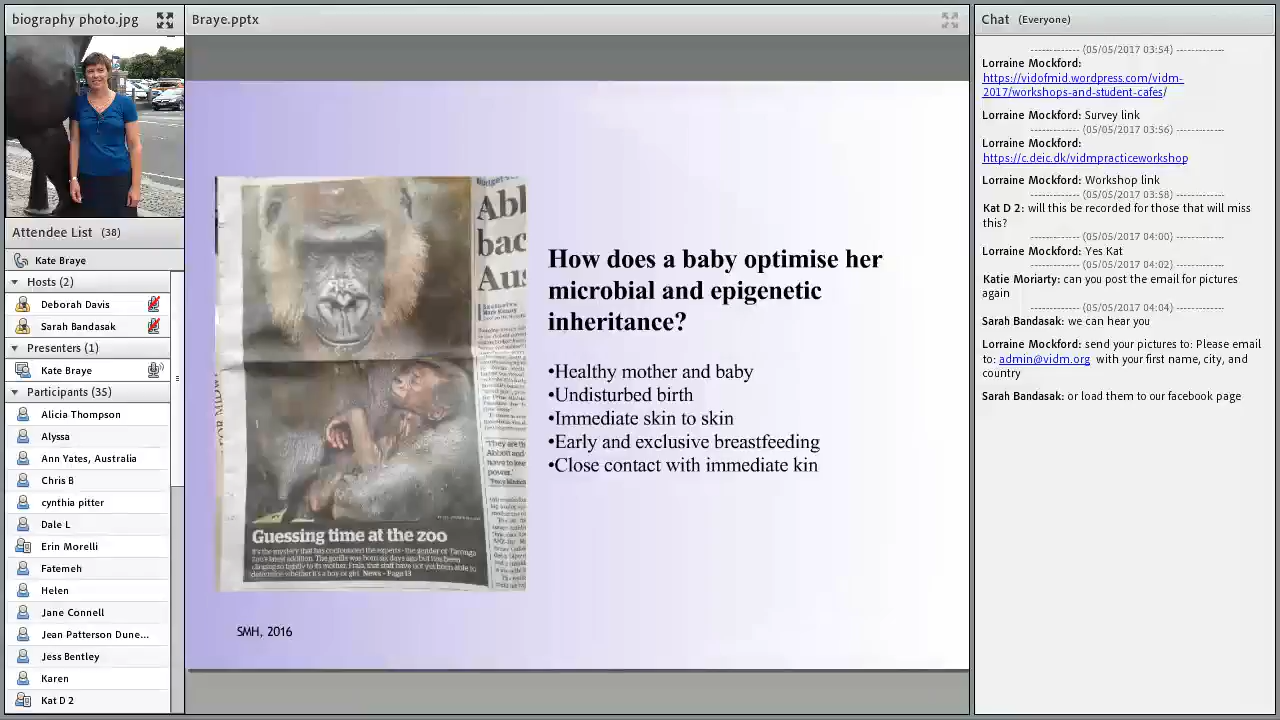 biography photo.jpg
Attendee List (38)
Kate Braye
Hosts (2)
Deborah Davis
Sarah Bandasak
Presenters (1)
Kate Braye
Participants (35)
Alicia Thompson
Alyssa
Ann Yates, Australia
Chris B
cynthia pitter
Dale L
Erin Morelli
Fatemeh
Helen
Jane Connell
Jean Patterson Dune...
Jess Bentley
Karen
Kat D 2
Braye.pptx
Guessing time at the zoo
News - Page 13
How does a baby optimise her
microbial and epigenetic
inheritance?
•Healthy mother and baby
•Undisturbed birth
•Immediate skin to skin
•Early and exclusive breastfeeding
•Close contact with immediate kin
SMH, 2016
Chat (Everyone)
------------- (05/05/2017 03:54) -------------
Lorraine Mockford:
https://vidofmid.wordpress.com/vidm-
2017/workshops-and-student-cafes/
Lorraine Mockford: Survey link
------------- (05/05/2017 03:56) -------------
Lorraine Mockford:
https://c.deic.dk/vidmpracticeworkshop
Lorraine Mockford: Workshop link
------------- (05/05/2017 03:58) -------------
Kat D 2: will this be recorded for those that will miss
this?
------------- (05/05/2017 04:00) -------------
Lorraine Mockford: Yes Kat
------------- (05/05/2017 04:02) -------------
Katie Moriarty: can you post the email for pictures
again
------------- (05/05/2017 04:04) -------------
Sarah Bandasak: we can hear you
Lorraine Mockford: send your pictures to: Please email
to: admin@vidm.org with your first name, city, and
country
Sarah Bandasak: or load them to our facebook page